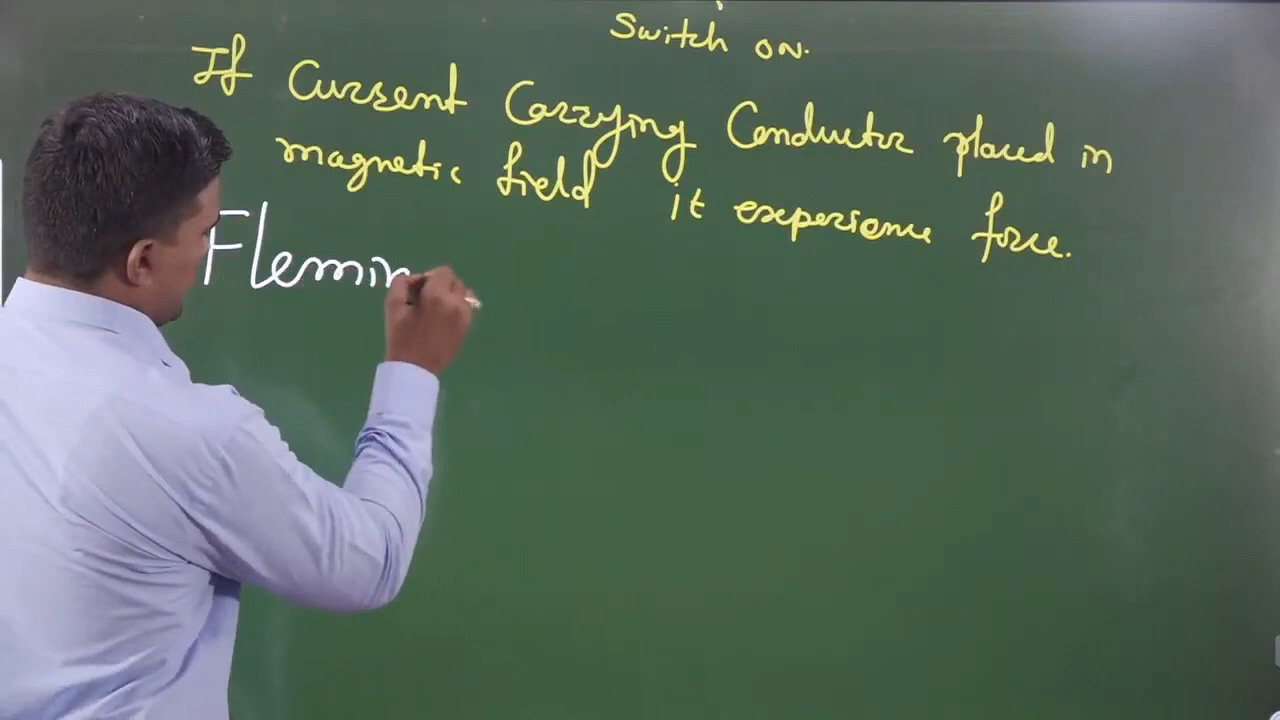 Switch on.
If Current Carrying Conductor placed in
magnetic field it experience force.
Flemin